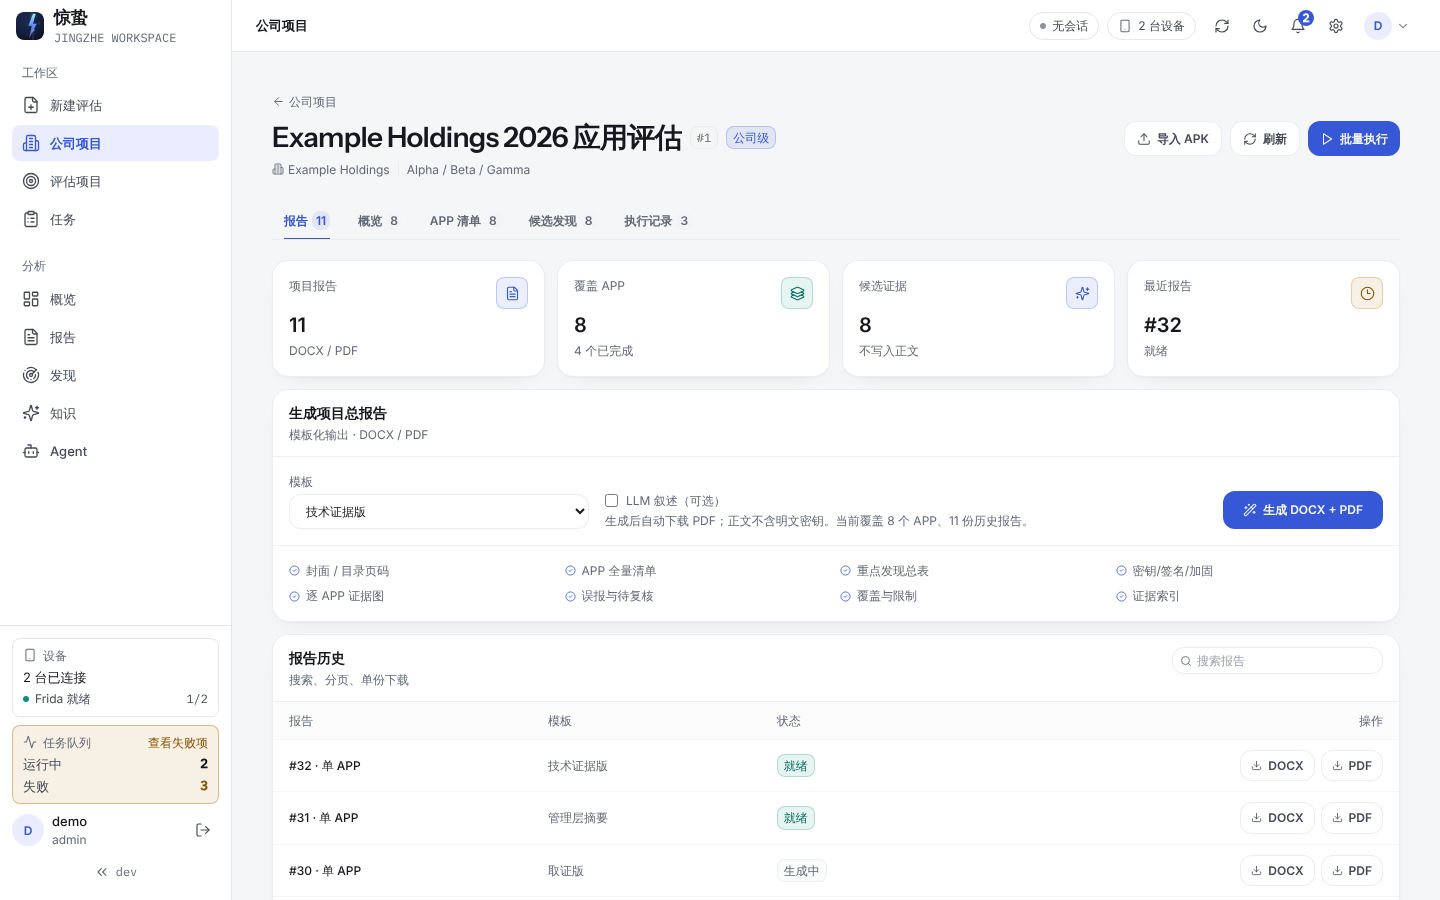 惊蛰
JINGZHE WORKSPACE
工作区
新建评估
公司项目
评估项目
任务
分析
概览
报告
发现
知识
Agent
设备
2 台已连接
Frida 就绪 1/2
任务队列 查看失败项
运行中 2
失败 3
D demo
admin
dev
公司项目
无会话
2 台设备
2
D
公司项目
Example Holdings 2026 应用评估 #1 公司级
Example Holdings Alpha / Beta / Gamma
导入 APK 刷新 批量执行
报告 11 概览 8 APP 清单 8 候选发现 8 执行记录 3
项目报告
11
DOCX / PDF
覆盖 APP
8
4 个已完成
候选证据
8
不写入正文
最近报告
#32
就绪
生成项目总报告
模板化输出 · DOCX / PDF
模板
技术证据版
LLM 叙述（可选）
生成后自动下载 PDF；正文不含明文密钥。当前覆盖 8 个 APP、11 份历史报告。
生成 DOCX + PDF
封面 / 目录页码 APP 全量清单 重点发现总表 密钥/签名/加固
逐 APP 证据图 误报与待复核 覆盖与限制 证据索引
报告历史
搜索、分页、单份下载
搜索报告
报告 模板 状态 操作
#32 · 单 APP 技术证据版 就绪 DOCX PDF
#31 · 单 APP 管理层摘要 就绪 DOCX PDF
#30 · 单 APP 取证版 生成中 DOCX PDF